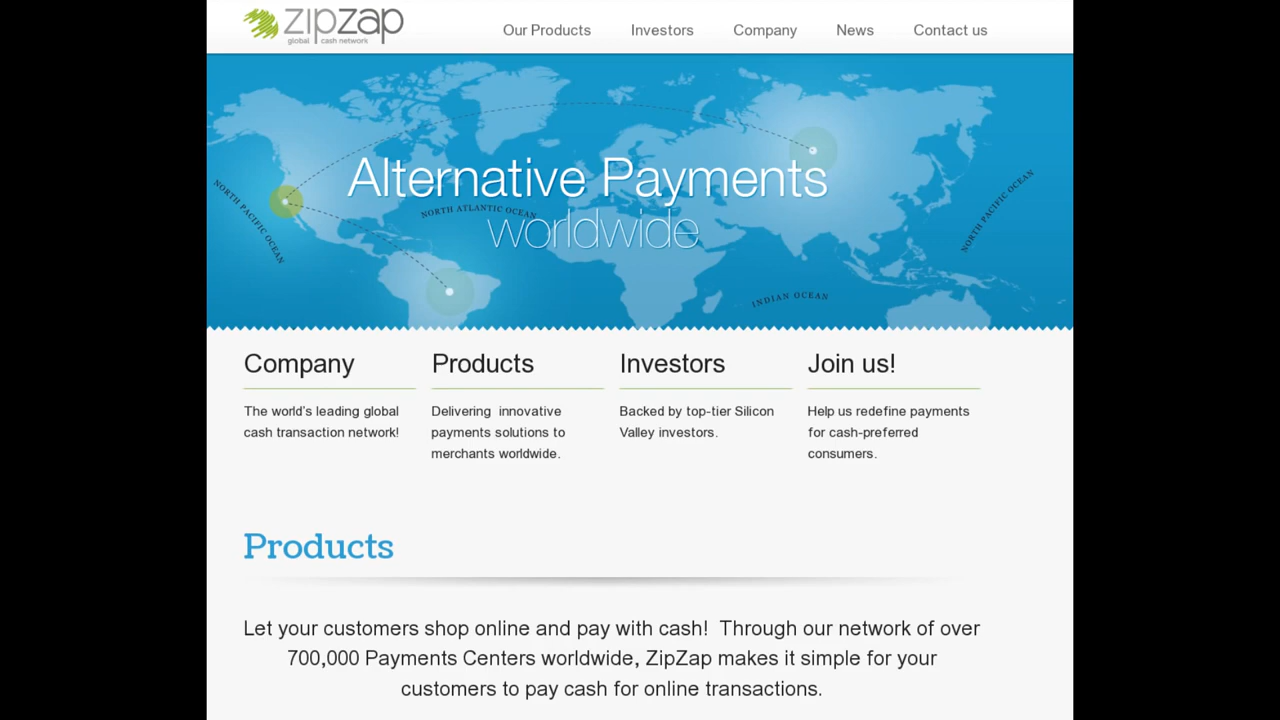 zipzap
global cash network
Our Products Investors Company News Contact us
Alternative Payments
worldwide
NORTH PACIFIC OCEAN
NORTH ATLANTIC OCEAN
NORTH PACIFIC OCEAN
INDIAN OCEAN
Company
The world's leading global
cash transaction network!
Products
Delivering innovative
payments solutions to
merchants worldwide.
Investors
Backed by top-tier Silicon
Valley investors.
Join us!
Help us redefine payments
for cash-preferred
consumers.
Products
Let your customers shop online and pay with cash! Through our network of over
700,000 Payments Centers worldwide, ZipZap makes it simple for your
customers to pay cash for online transactions.